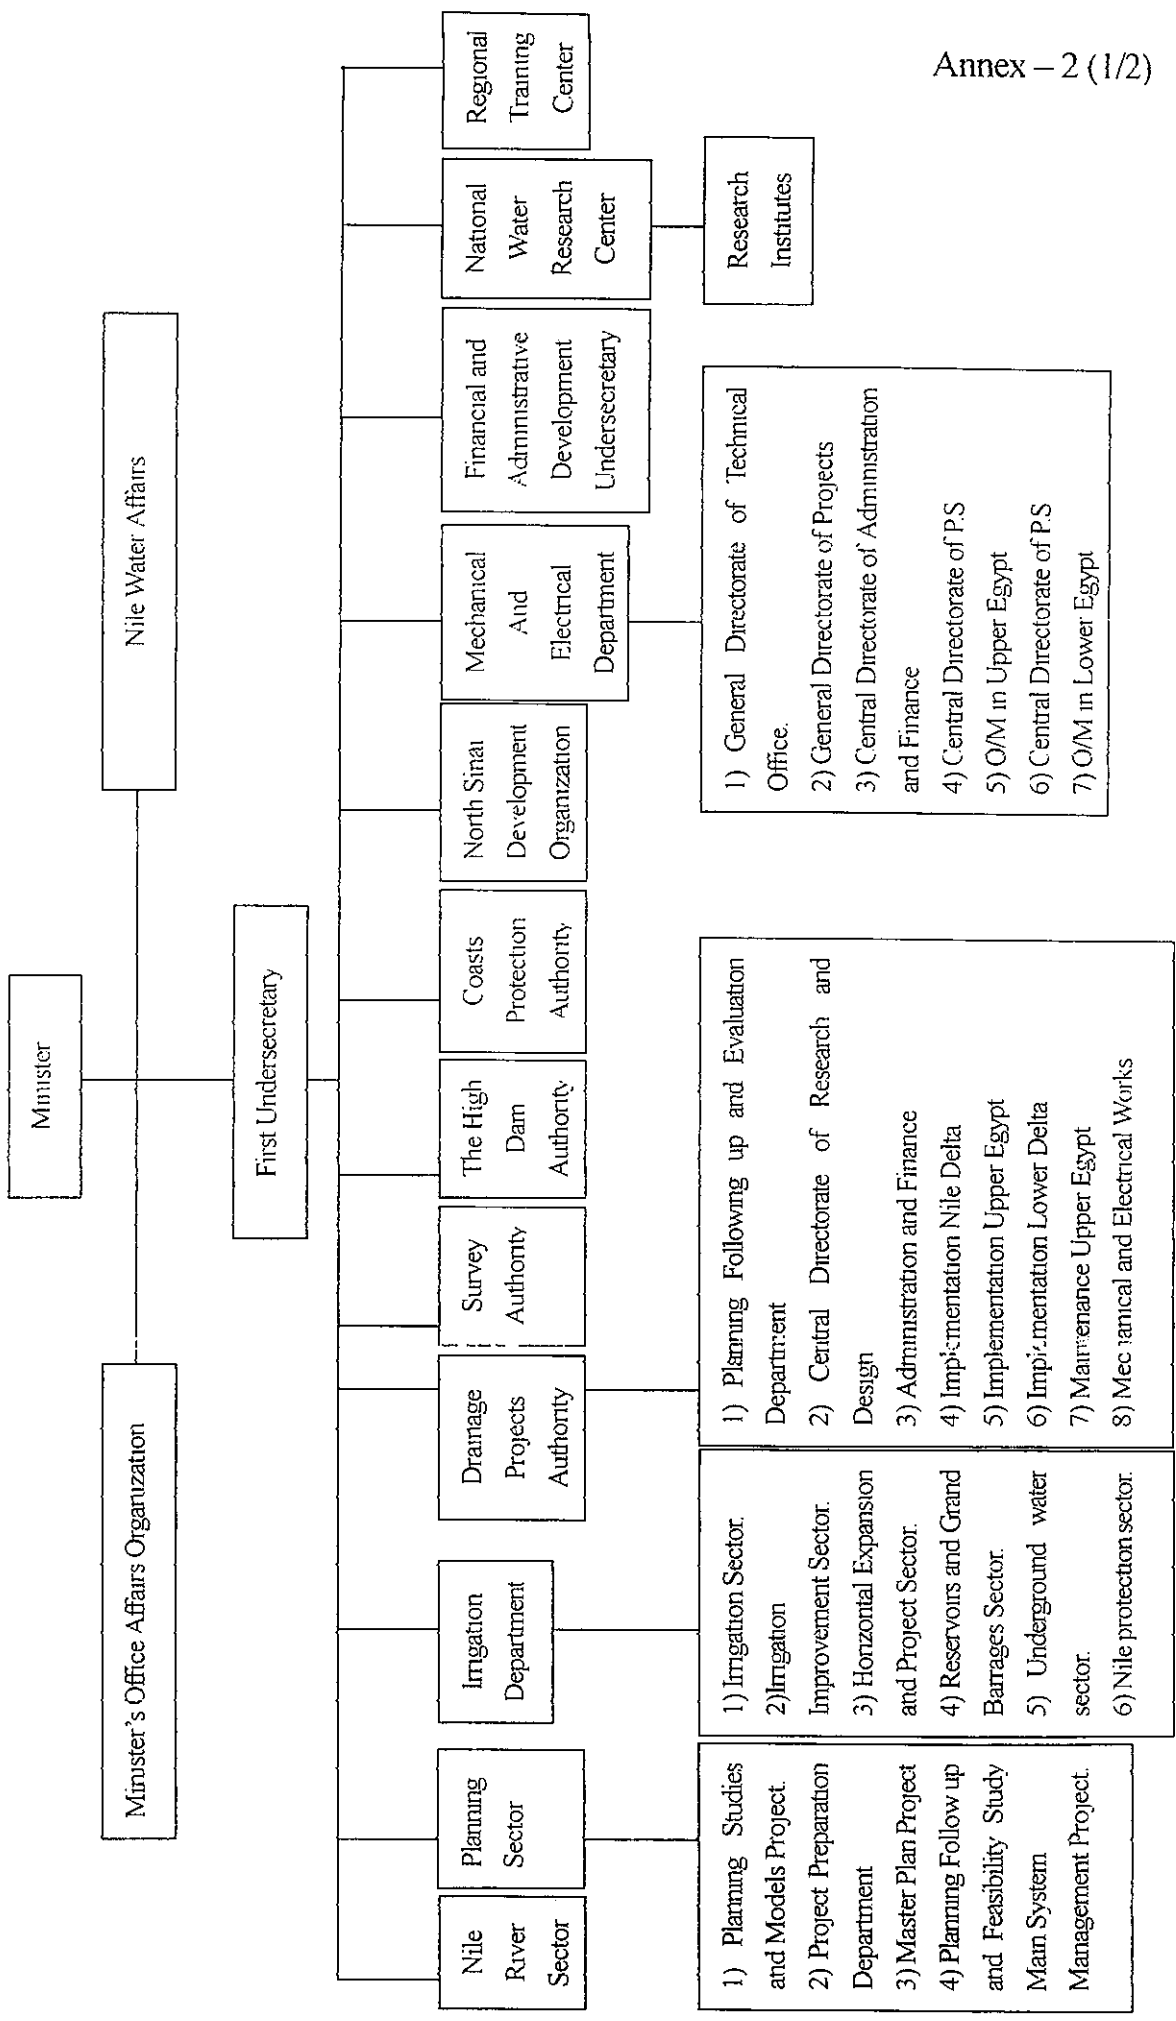 Annex – 2 (1/2)
Minister
Minister's Office Affairs Organization
Nile Water Affairs
First Undersecretary
Nile
River
Sector
Planning
Sector
Irrigation
Department
Drainage
Projects
Authority
Survey
Authority
The High
Dam
Authority
Coasts
Protection
Authority
North Sinai
Development
Organization
Mechanical
And
Electrical
Department
Financial and
Administrative
Development
Undersecretary
National
Water
Research
Center
Regional
Training
Center
1) Planning Studies
and Models Project.
2) Project Preparation
Department
3) Master Plan Project
4) Planning Follow up
and Feasibility Study
Main System
Management Project.
1) Irrigation Sector.
2)Irrigation
Improvement Sector.
3) Horizontal Expansion
and Project Sector.
4) Reservoirs and Grand
Barrages Sector.
5) Underground water
sector.
6) Nile protection sector.
1) Planning Following up and Evaluation
Department
2) Central Directorate of Research and
Design
3) Administration and Finance
4) Implementation Nile Delta
5) Implementation Upper Egypt
6) Implementation Lower Delta
7) Maintenance Upper Egypt
8) Mechanical and Electrical Works
1) General Directorate of Technical
Office.
2) General Directorate of Projects
3) Central Directorate of Administration
and Finance
4) Central Directorate of P.S
5) O/M in Upper Egypt
6) Central Directorate of P.S
7) O/M in Lower Egypt
Research
Institutes